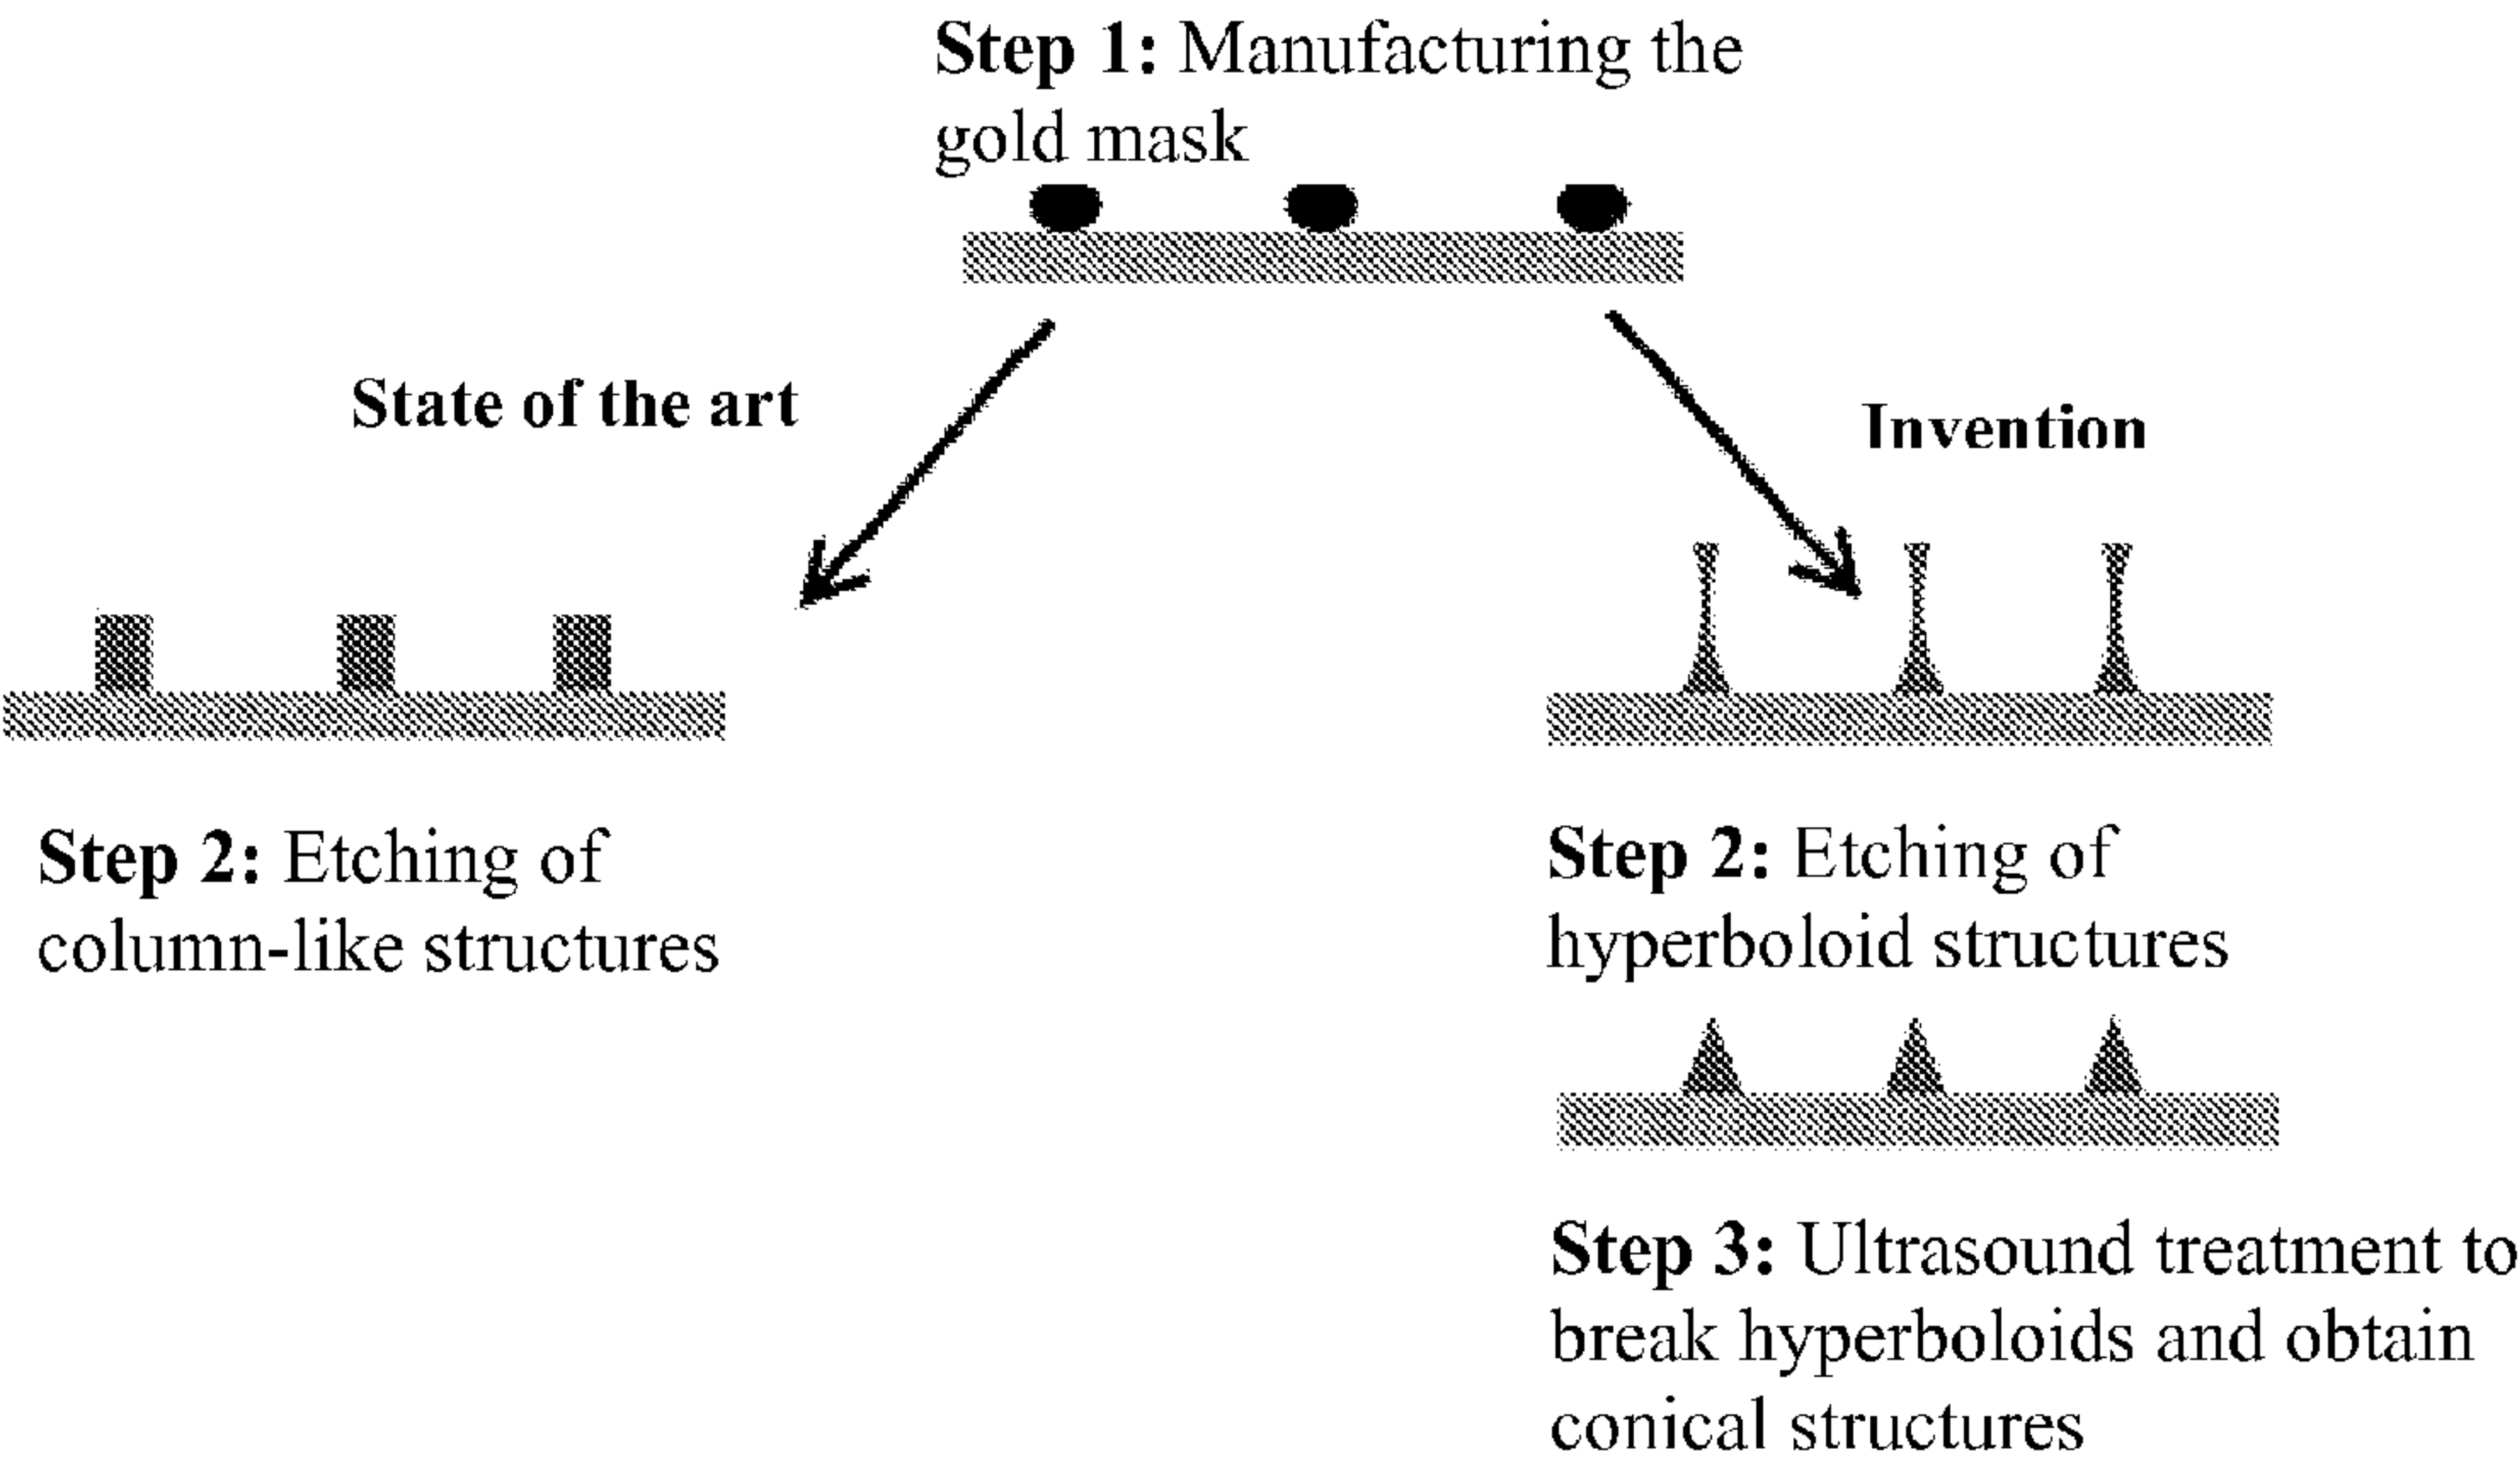 Step 1: Manufacturing the
gold mask
State of the art
Invention
Step 2: Etching of
column-like structures
Step 2: Etching of
hyperboloid structures
Step 3: Ultrasound treatment to
break hyperboloids and obtain
conical structures